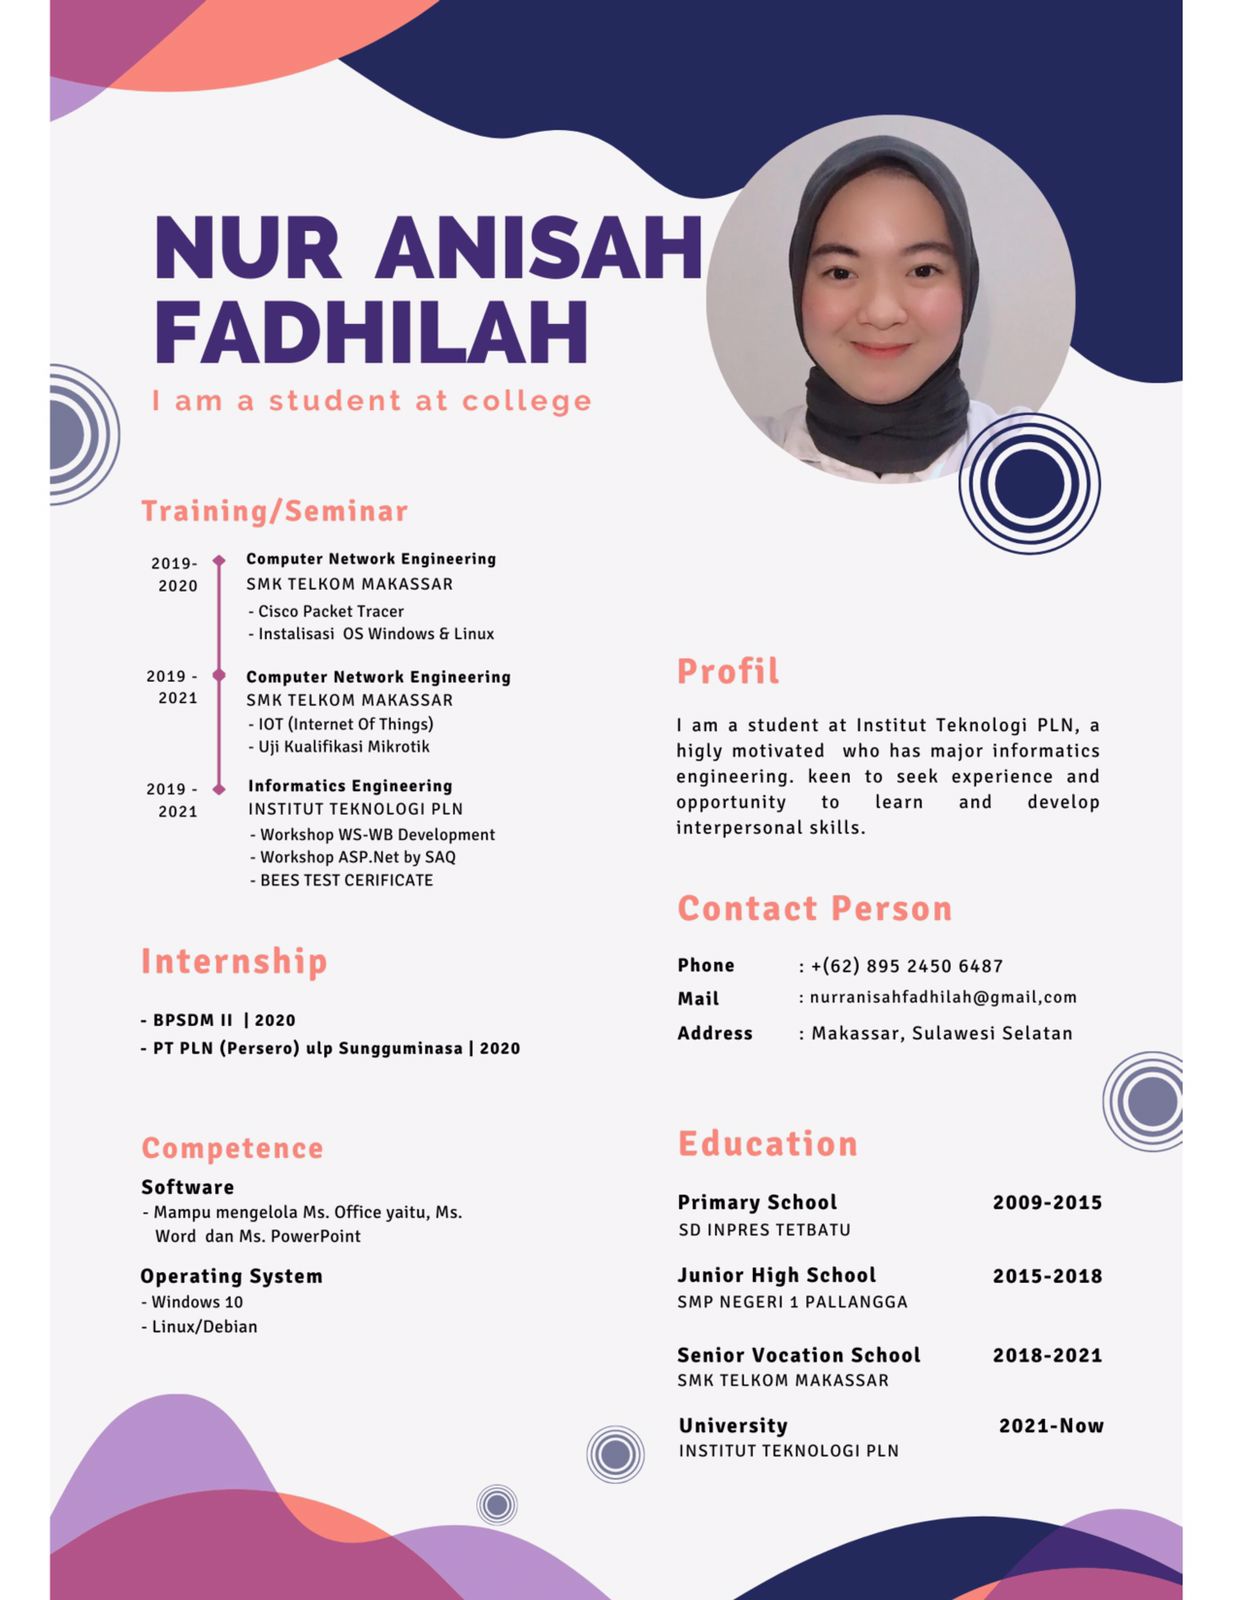 NUR ANISAH
FADHILAH
I am a student at college
Training/Seminar
2019-
2020
Computer Network Engineering
SMK TELKOM MAKASSAR
- Cisco Packet Tracer
- Instalisasi OS Windows & Linux
2019 -
2021
Computer Network Engineering
SMK TELKOM MAKASSAR
- IOT (Internet Of Things)
- Uji Kualifikasi Mikrotik
2019 -
2021
Informatics Engineering
INSTITUT TEKNOLOGI PLN
- Workshop WS-WB Development
- Workshop ASP.Net by SAQ
- BEES TEST CERIFICATE
Internship
- BPSDM II | 2020
- PT PLN (Persero) ulp Sungguminasa | 2020
Competence
Software
- Mampu mengelola Ms. Office yaitu, Ms.
Word dan Ms. PowerPoint
Operating System
- Windows 10
- Linux/Debian
Profil
I am a student at Institut Teknologi PLN, a
higly motivated who has major informatics
engineering. keen to seek experience and
opportunity to learn and develop
interpersonal skills.
Contact Person
Phone : +(62) 895 2450 6487
Mail : nurranisahfadhilah@gmail,com
Address : Makassar, Sulawesi Selatan
Education
Primary School 2009-2015
SD INPRES TETBATU
Junior High School 2015-2018
SMP NEGERI 1 PALLANGGA
Senior Vocation School 2018-2021
SMK TELKOM MAKASSAR
University 2021-Now
INSTITUT TEKNOLOGI PLN